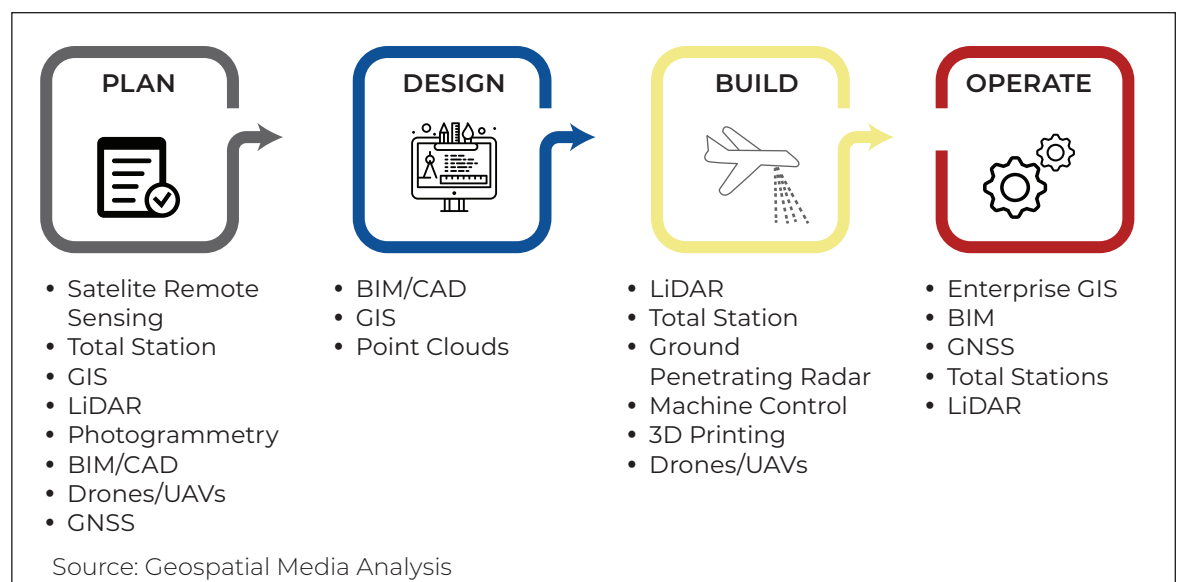 PLAN
• Satelite Remote
Sensing
• Total Station
• GIS
• LiDAR
• Photogrammetry
• BIM/CAD
• Drones/UAVs
• GNSS
DESIGN
• BIM/CAD
• GIS
• Point Clouds
BUILD
• LiDAR
• Total Station
• Ground
Penetrating Radar
• Machine Control
• 3D Printing
• Drones/UAVs
OPERATE
• Enterprise GIS
• BIM
• GNSS
• Total Stations
• LiDAR
Source: Geospatial Media Analysis